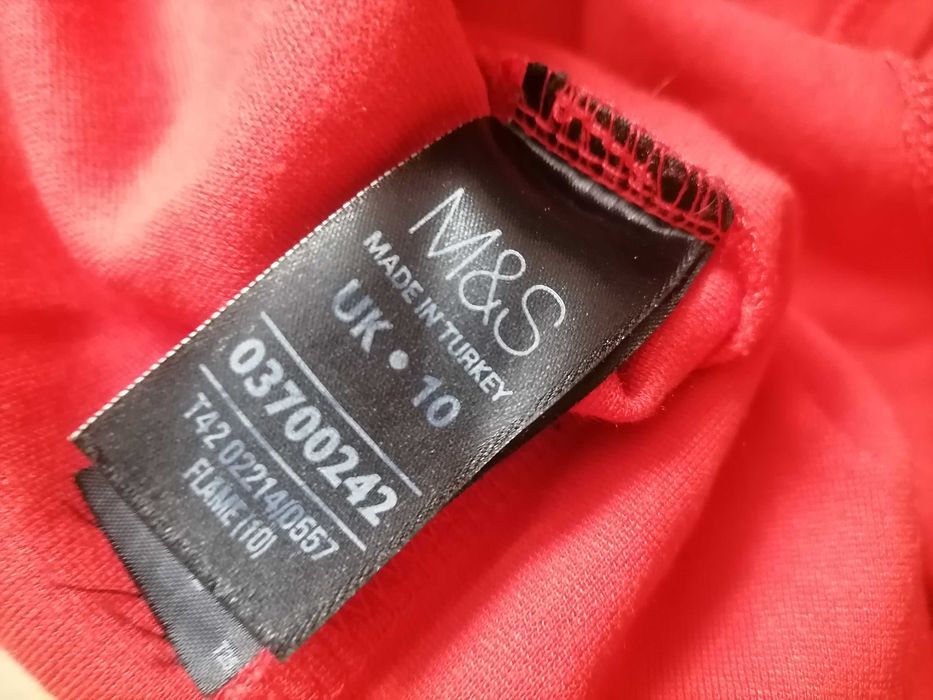 M&S
MADE IN TURKEY
UK • 10
03700242
T42 02214/0557
FLAME (10)